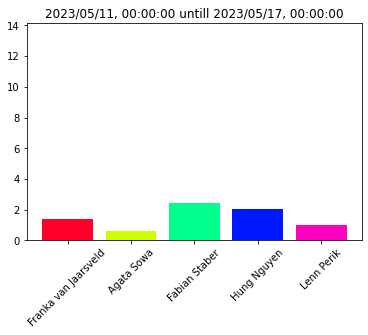 2023/05/11, 00:00:00 untill 2023/05/17, 00:00:00
14
12
10
8
6
4
2
0
Franka van Jaarsveld
Agata Sowa
Fabian Staber
Hung Nguyen
Lenn Perik